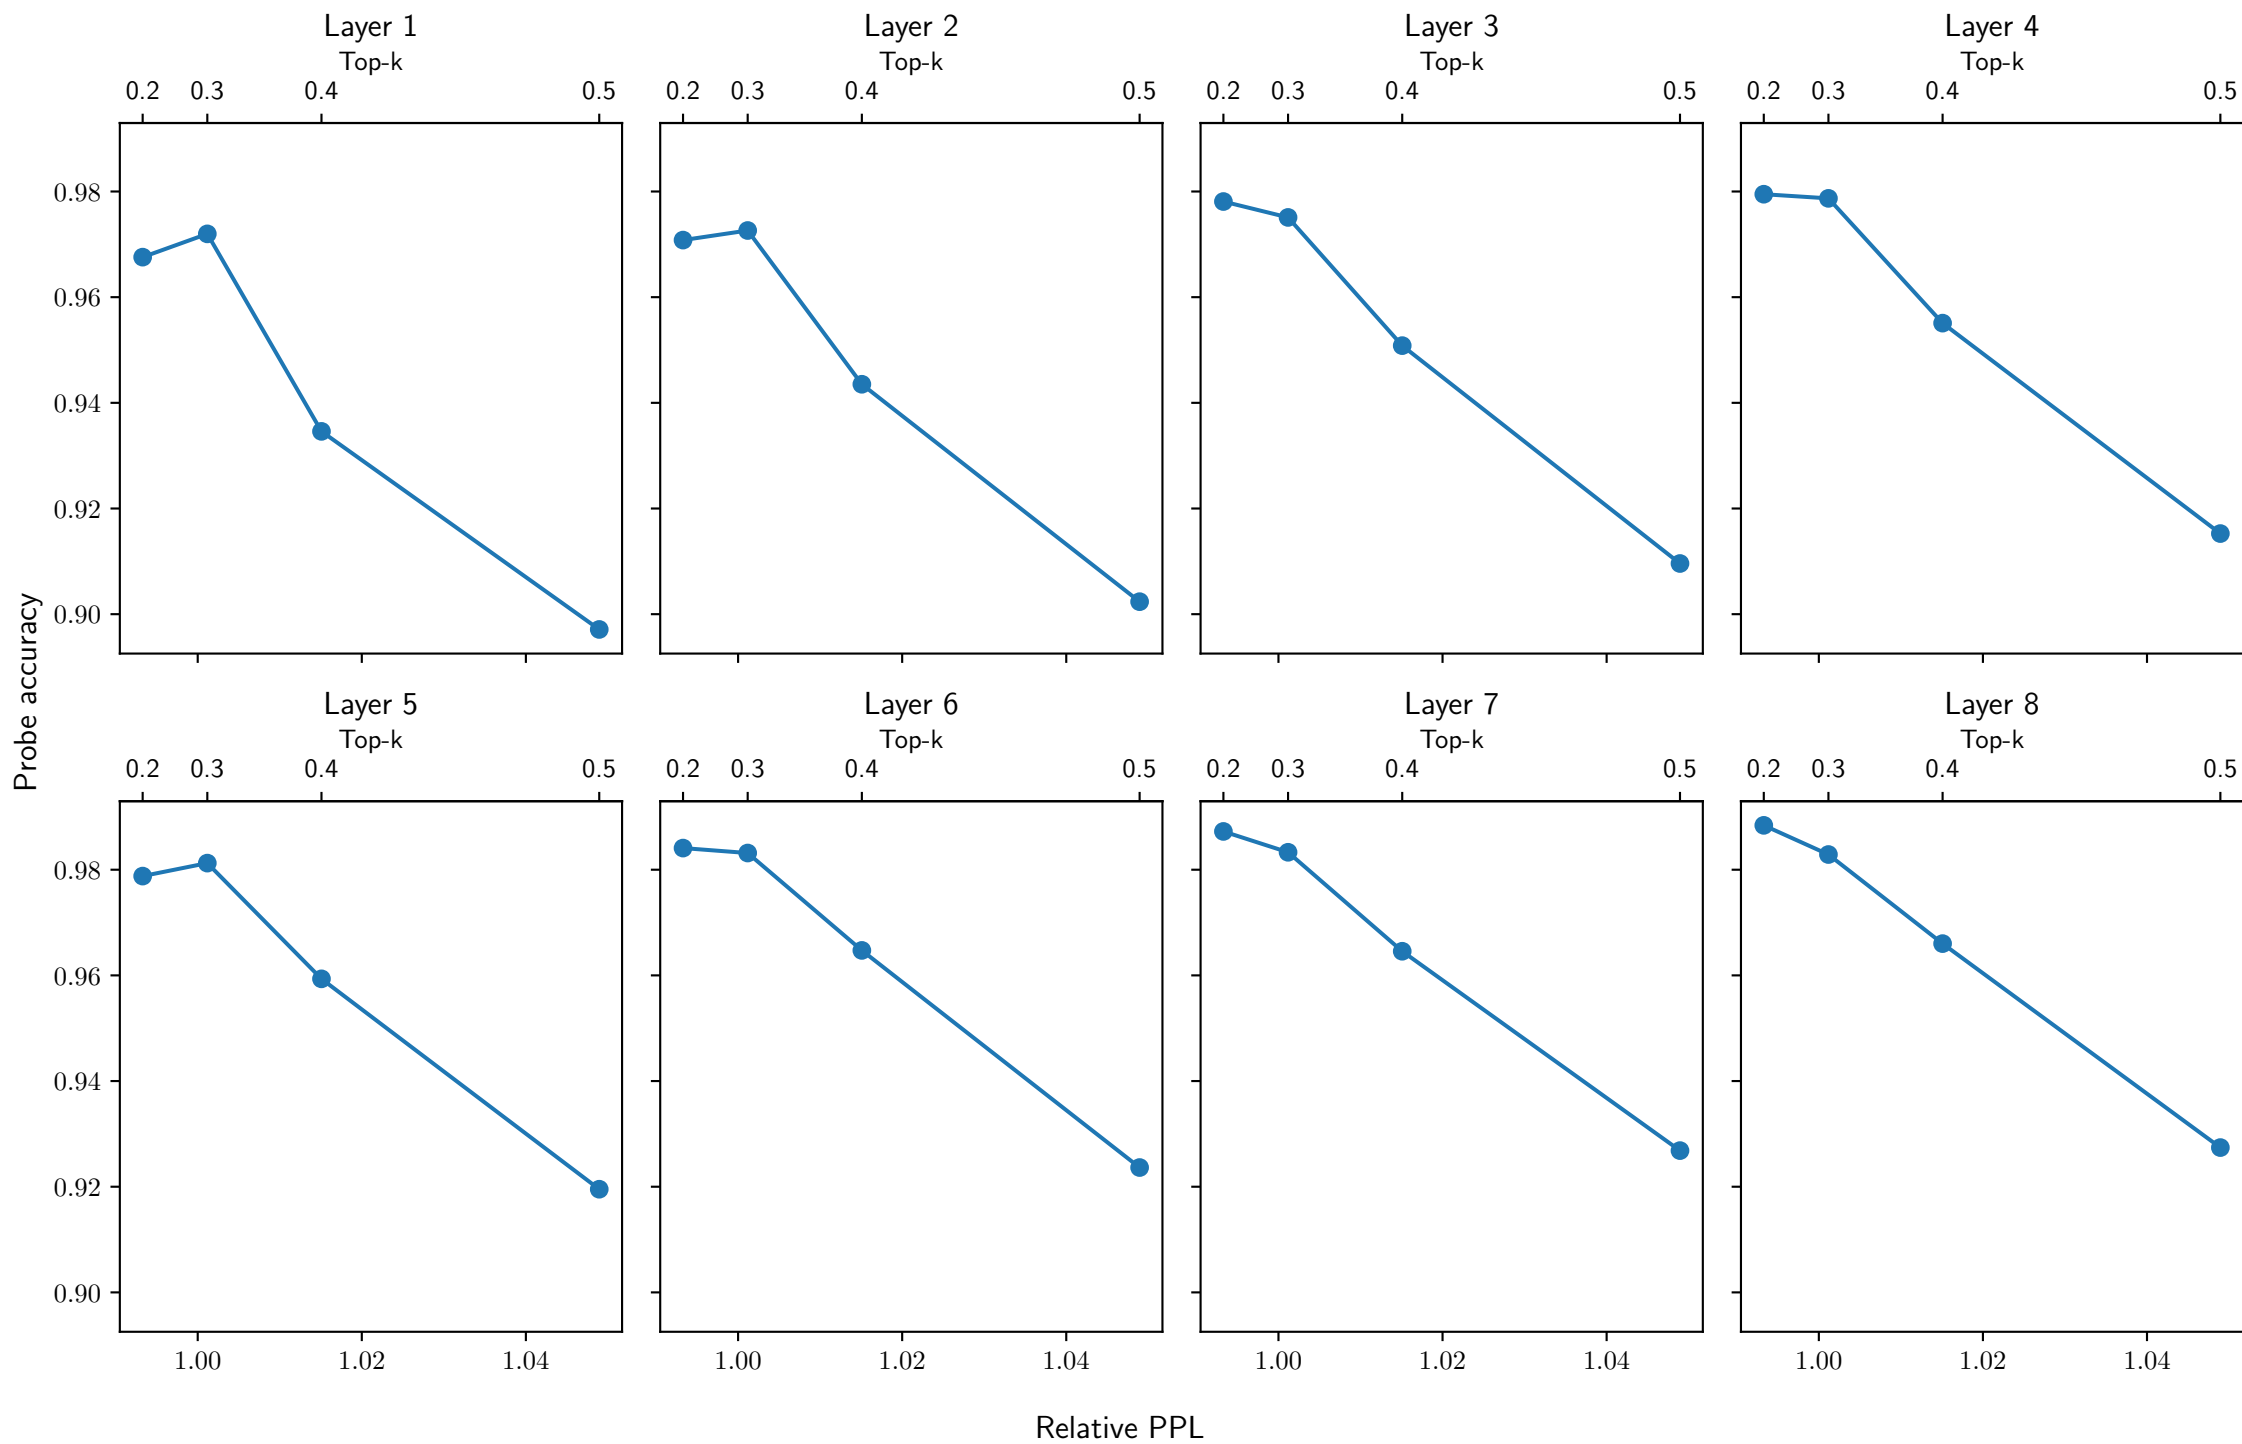 Layer 1
Top-k
0.2 0.3 0.4 0.5
Layer 2
Top-k
0.2 0.3 0.4 0.5
Layer 3
Top-k
0.2 0.3 0.4 0.5
Layer 4
Top-k
0.2 0.3 0.4 0.5
0.98
0.96
0.94
0.92
0.90
Probe accuracy
Layer 5
Top-k
0.2 0.3 0.4 0.5
Layer 6
Top-k
0.2 0.3 0.4 0.5
Layer 7
Top-k
0.2 0.3 0.4 0.5
Layer 8
Top-k
0.2 0.3 0.4 0.5
0.98
0.96
0.94
0.92
0.90
1.00 1.02 1.04
1.00 1.02 1.04
1.00 1.02 1.04
1.00 1.02 1.04
Relative PPL